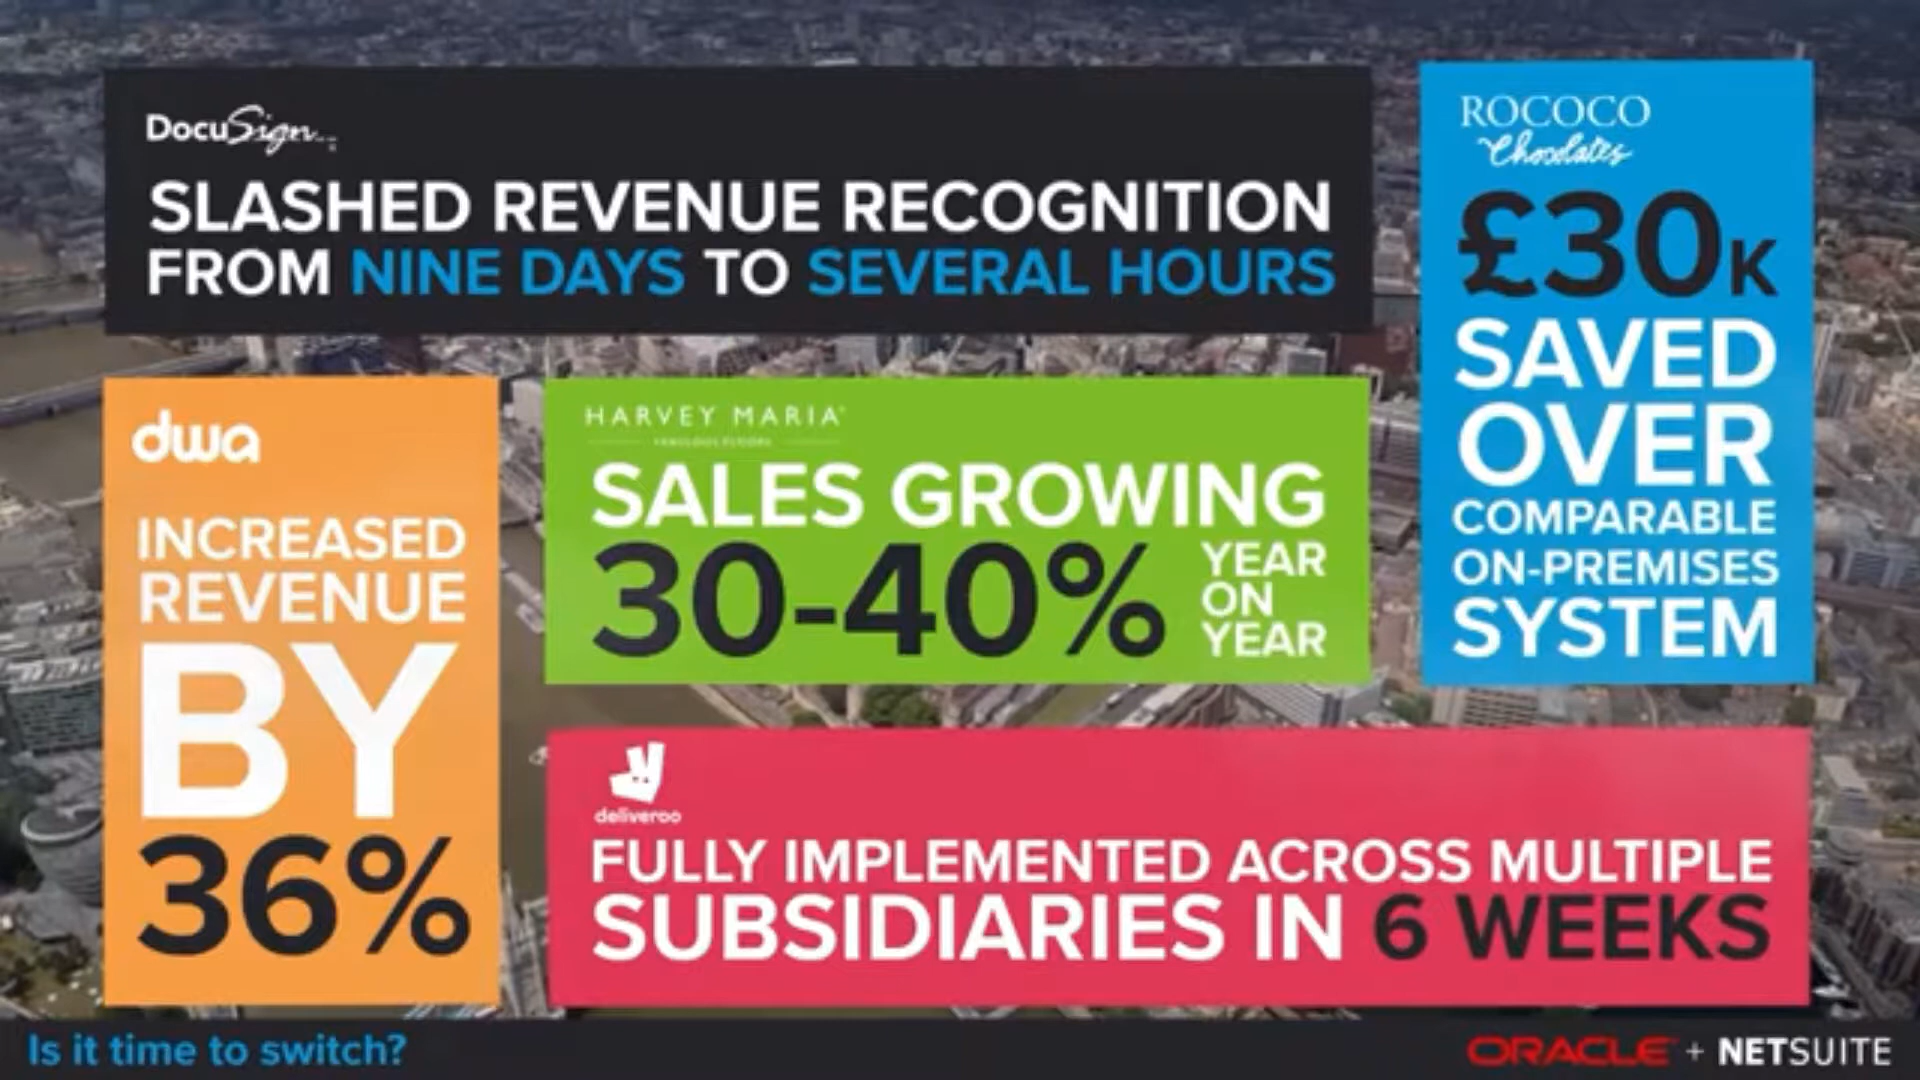 DocuSign
SLASHED REVENUE RECOGNITION
FROM NINE DAYS TO SEVERAL HOURS
ROCOCO
Chocolates
£30K
SAVED
OVER
COMPARABLE
ON-PREMISES
SYSTEM
dwa
INCREASED
REVENUE
BY
36%
HARVEY MARIA
FABULOUS FLOORS
SALES GROWING
30-40% YEAR
ON
YEAR
deliveroo
FULLY IMPLEMENTED ACROSS MULTIPLE
SUBSIDIARIES IN 6 WEEKS
Is it time to switch?
ORACLE + NETSUITE